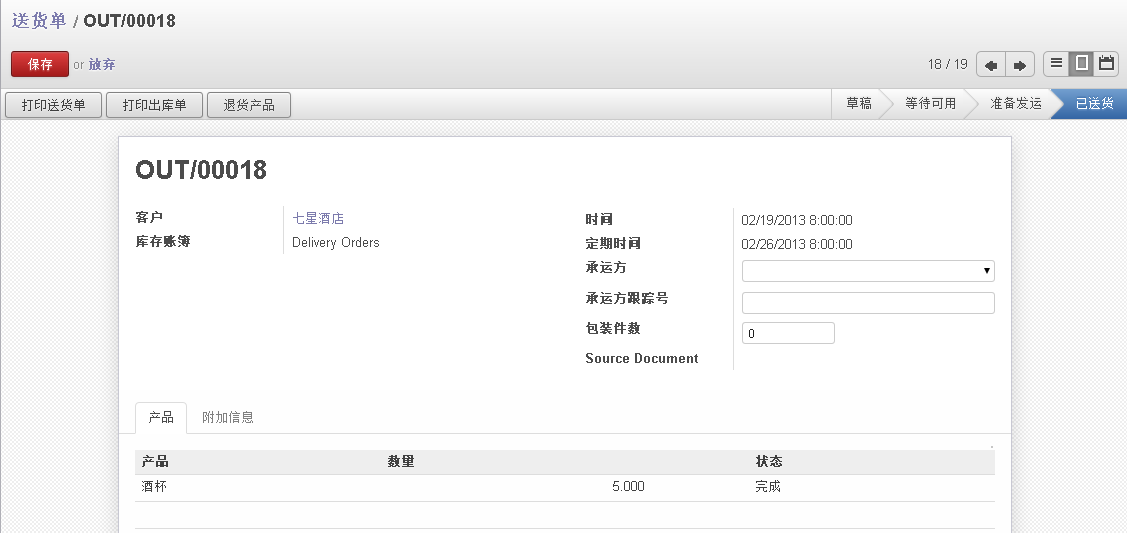 送货单 / OUT/00018
保存 or 放弃
18 / 19
打印送货单 打印出库单 退货产品
草稿 等待可用 准备发运 已送货
OUT/00018
客户 七星酒店
库存账簿 Delivery Orders
时间 02/19/2013 8:00:00
定期时间 02/26/2013 8:00:00
承运方
承运方跟踪号
包装件数 0
Source Document
产品 附加信息
产品 数量 状态
酒杯 5.000 完成